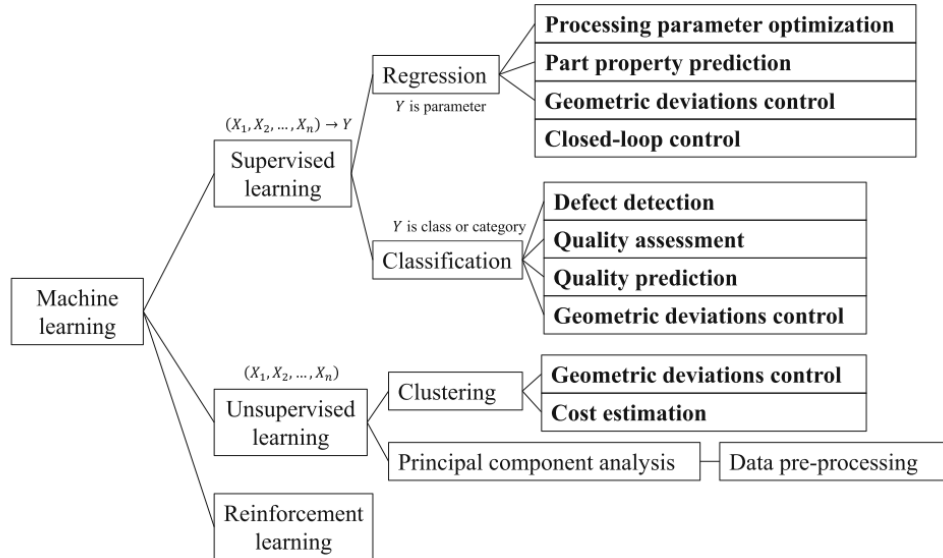 Machine
learning
(X₁, X₂, ..., Xₙ) → Y
Supervised
learning
Regression
Y is parameter
Processing parameter optimization
Part property prediction
Geometric deviations control
Closed-loop control
Y is class or category
Classification
Defect detection
Quality assessment
Quality prediction
Geometric deviations control
(X₁, X₂, ..., Xₙ)
Unsupervised
learning
Clustering
Geometric deviations control
Cost estimation
Principal component analysis
Data pre-processing
Reinforcement
learning